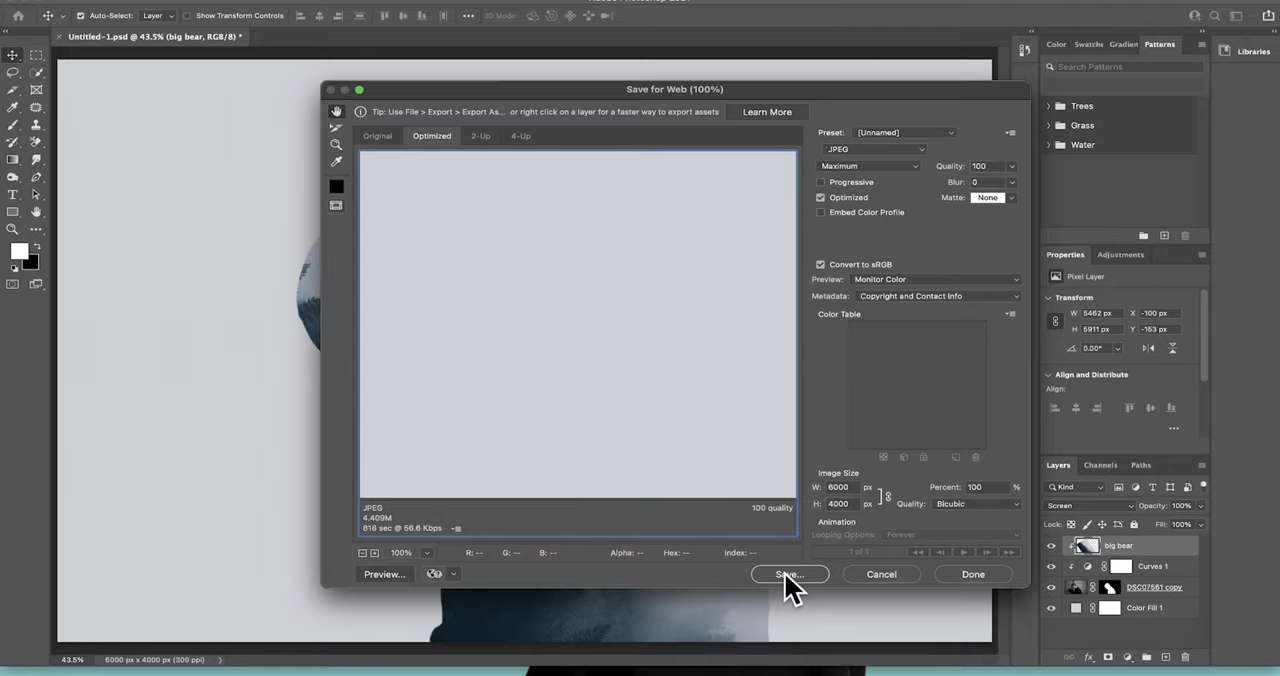 Auto-Select: Layer Show Transform Controls 3D Mode:
Untitled-1.psd @ 43.5% (big bear, RGB/8) *
Save for Web (100%)
Tip: Use File > Export > Export As... or right click on a layer for a faster way to export assets Learn More
Original Optimized 2-Up 4-Up
Preset: [Unnamed]
JPEG
Maximum Quality: 100
Progressive Blur: 0
Optimized Matte: None
Embed Color Profile
Convert to sRGB
Preview: Monitor Color
Metadata: Copyright and Contact Info
Color Table
Image Size
W: 6000 px Percent: 100 %
H: 4000 px Quality: Bicubic
Animation
Looping Options: Forever
1 of 1
JPEG 100 quality
4.409M
818 sec @ 56.6 Kbps
100% R: -- G: -- B: -- Alpha: -- Hex: -- Index: --
Preview... Save... Cancel Done
43.5% 6000 px x 4000 px (300 ppi)
Color Swatche Gradien Patterns
Search Patterns
Trees
Grass
Water
Libraries
Properties Adjustments
Pixel Layer
Transform
W 5462 px X -100 px
H 5911 px Y -153 px
0.00°
Align and Distribute
Align:
Layers Channels Paths
Kind
Screen Opacity: 100%
Lock: Fill: 100%
big bear
Curves 1
DSC07561 copy
Color Fill 1